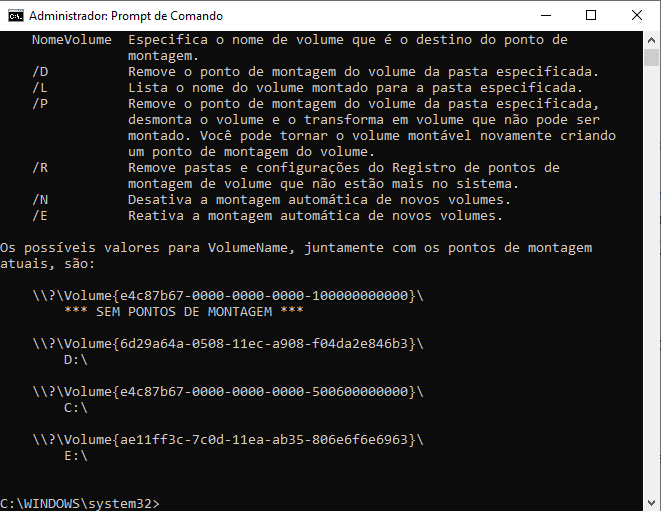 Administrador: Prompt de Comando
NomeVolume  Especifica o nome de volume que é o destino do ponto de
montagem.
/D          Remove o ponto de montagem do volume da pasta especificada.
/L          Lista o nome do volume montado para a pasta especificada.
/P          Remove o ponto de montagem do volume da pasta especificada,
desmonta o volume e o transforma em volume que não pode ser
montado. Você pode tornar o volume montável novamente criando
um ponto de montagem do volume.
/R          Remove pastas e configurações do Registro de pontos de
montagem de volume que não estão mais no sistema.
/N          Desativa a montagem automática de novos volumes.
/E          Reativa a montagem automática de novos volumes.
Os possíveis valores para VolumeName, juntamente com os pontos de montagem
atuais, são:
\\?\Volume{e4c87b67-0000-0000-0000-100000000000}\
*** SEM PONTOS DE MONTAGEM ***
\\?\Volume{6d29a64a-0508-11ec-a908-f04da2e846b3}\
D:\
\\?\Volume{e4c87b67-0000-0000-0000-500600000000}\
C:\
\\?\Volume{ae11ff3c-7c0d-11ea-ab35-806e6f6e6963}\
E:\
C:\WINDOWS\system32>